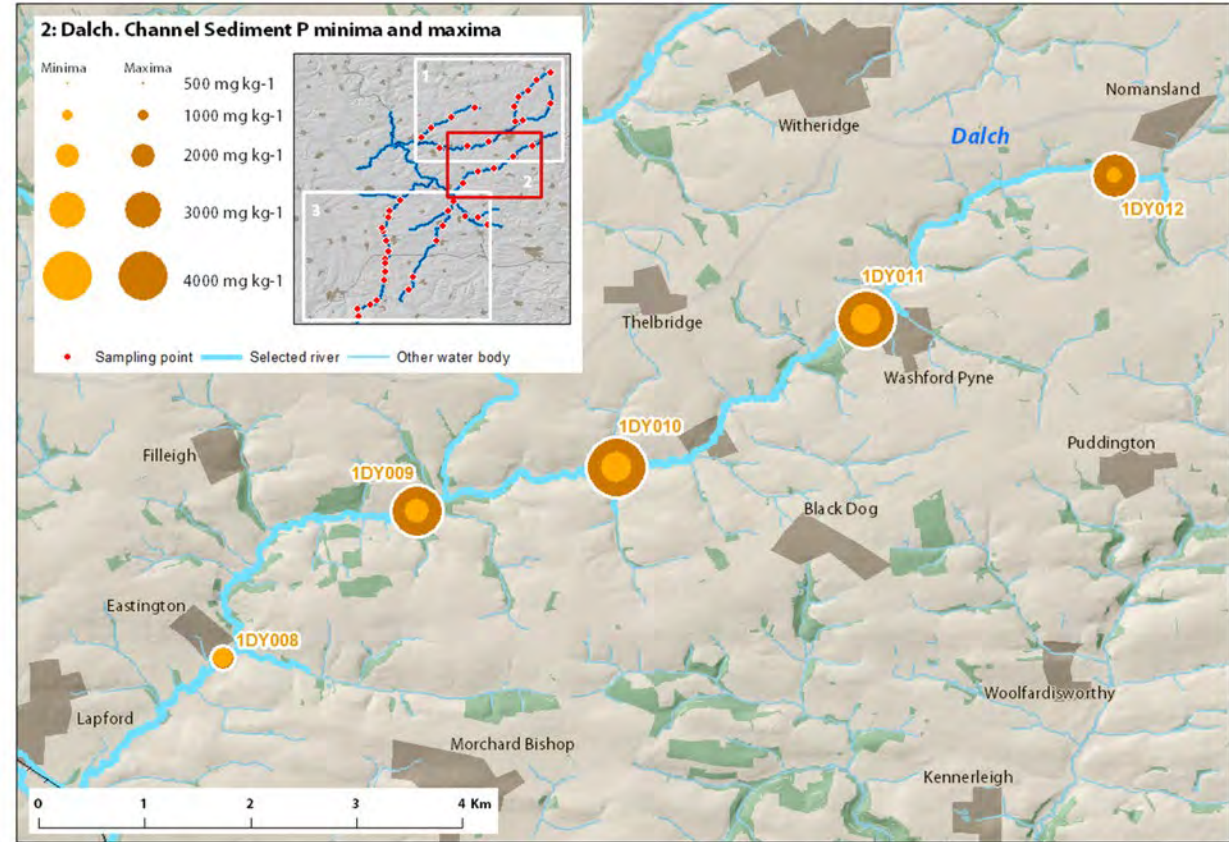 2: Dalch. Channel Sediment P minima and maxima
Minima Maxima
500 mg kg-1
1000 mg kg-1
2000 mg kg-1
3000 mg kg-1
4000 mg kg-1
1
2
3
Sampling point Selected river Other water body
Witheridge
Nomansland
Dalch
1DY012
1DY011
Thelbridge
Washford Pyne
1DY010
Filleigh
1DY009
Puddington
Black Dog
Eastington
1DY008
Woolfardisworthy
Lapford
Morchard Bishop
Kennerleigh
0 1 2 3 4 Km